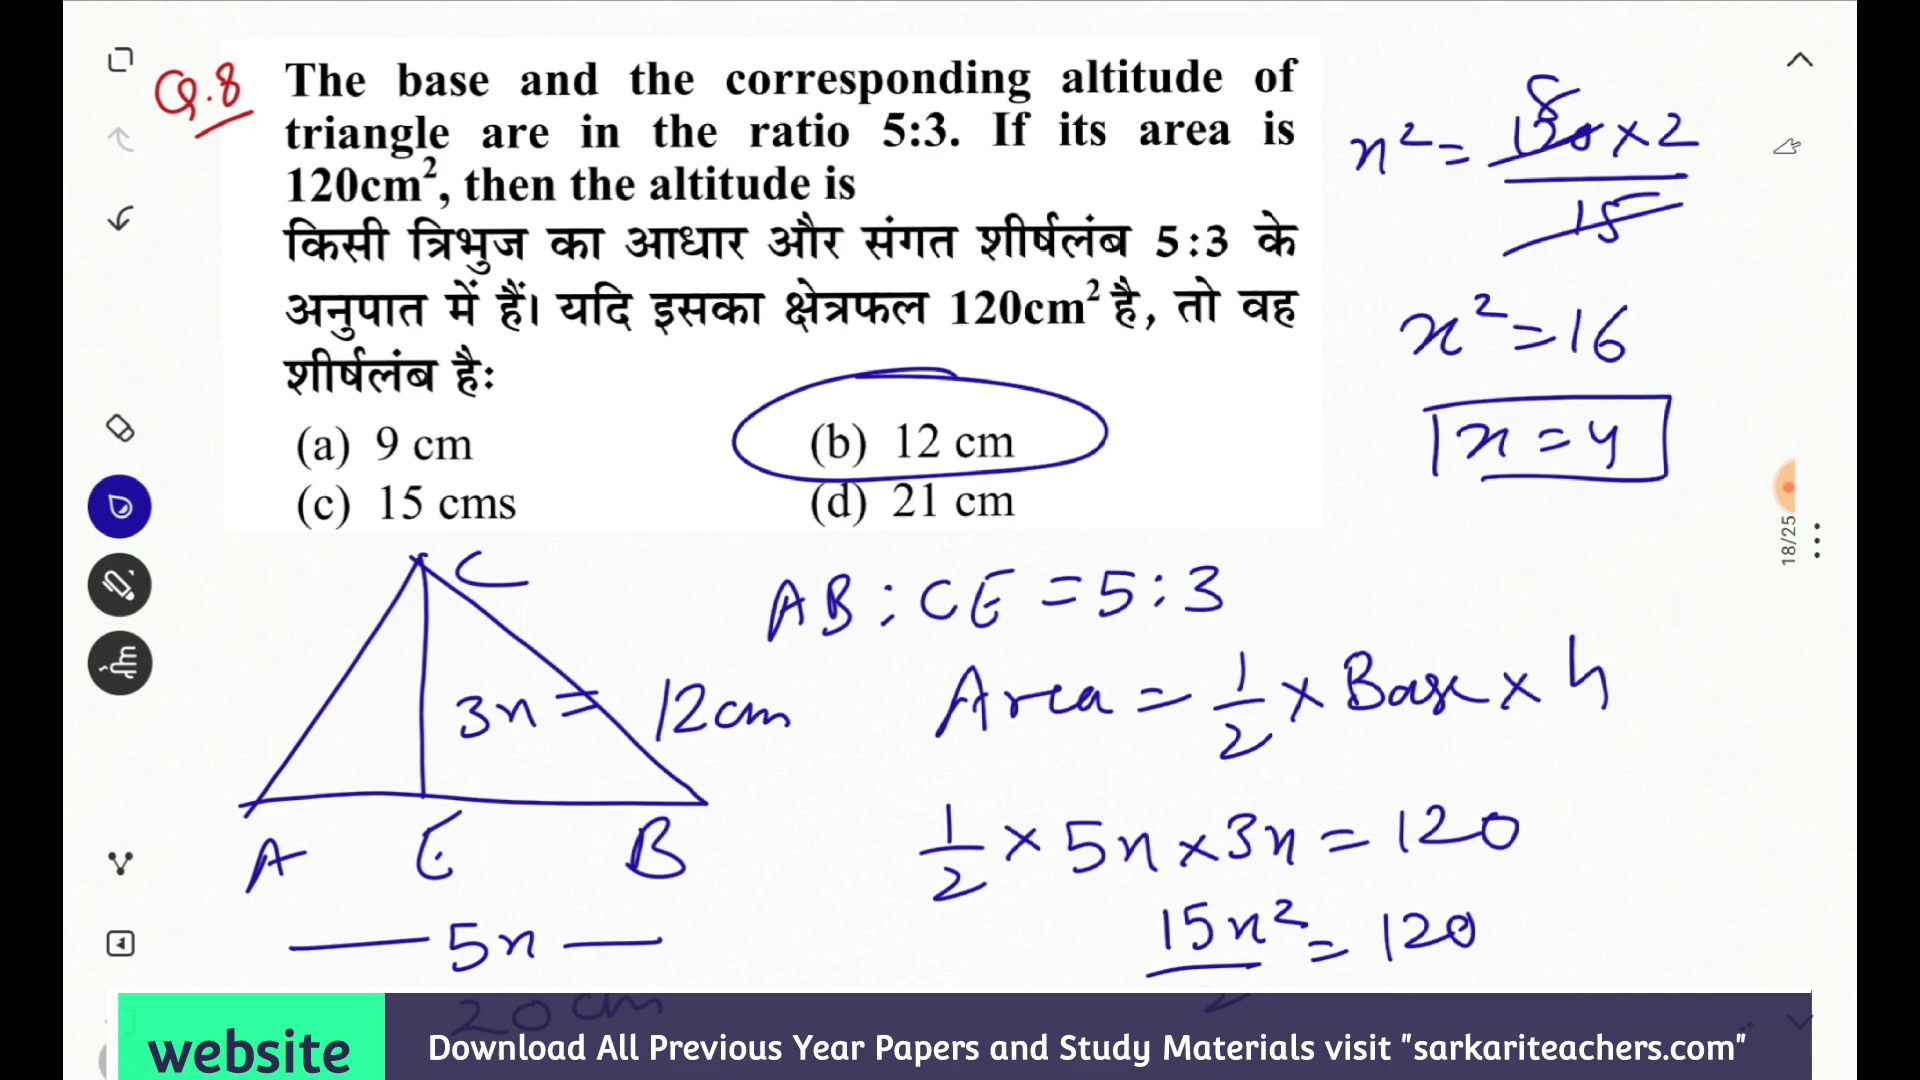 Q.8
The base and the corresponding altitude of
triangle are in the ratio 5:3. If its area is
120cm², then the altitude is
किसी त्रिभुज का आधार और संगत शीर्षलंब 5:3 के
अनुपात में हैं। यदि इसका क्षेत्रफल 120cm² है, तो वह
शीर्षलंब हैः
(a) 9 cm
(b) 12 cm
(c) 15 cms
(d) 21 cm
x² = 120 × 2 / 15
8
x² = 16
x = 4
18/25
C
3x = 12cm
A E B
5x
20 cm
AB : CE = 5 : 3
Area = 1/2 × Base × h
1/2 × 5x × 3x = 120
15x²/2 = 120
website
Download All Previous Year Papers and Study Materials visit "sarkariteachers.com"